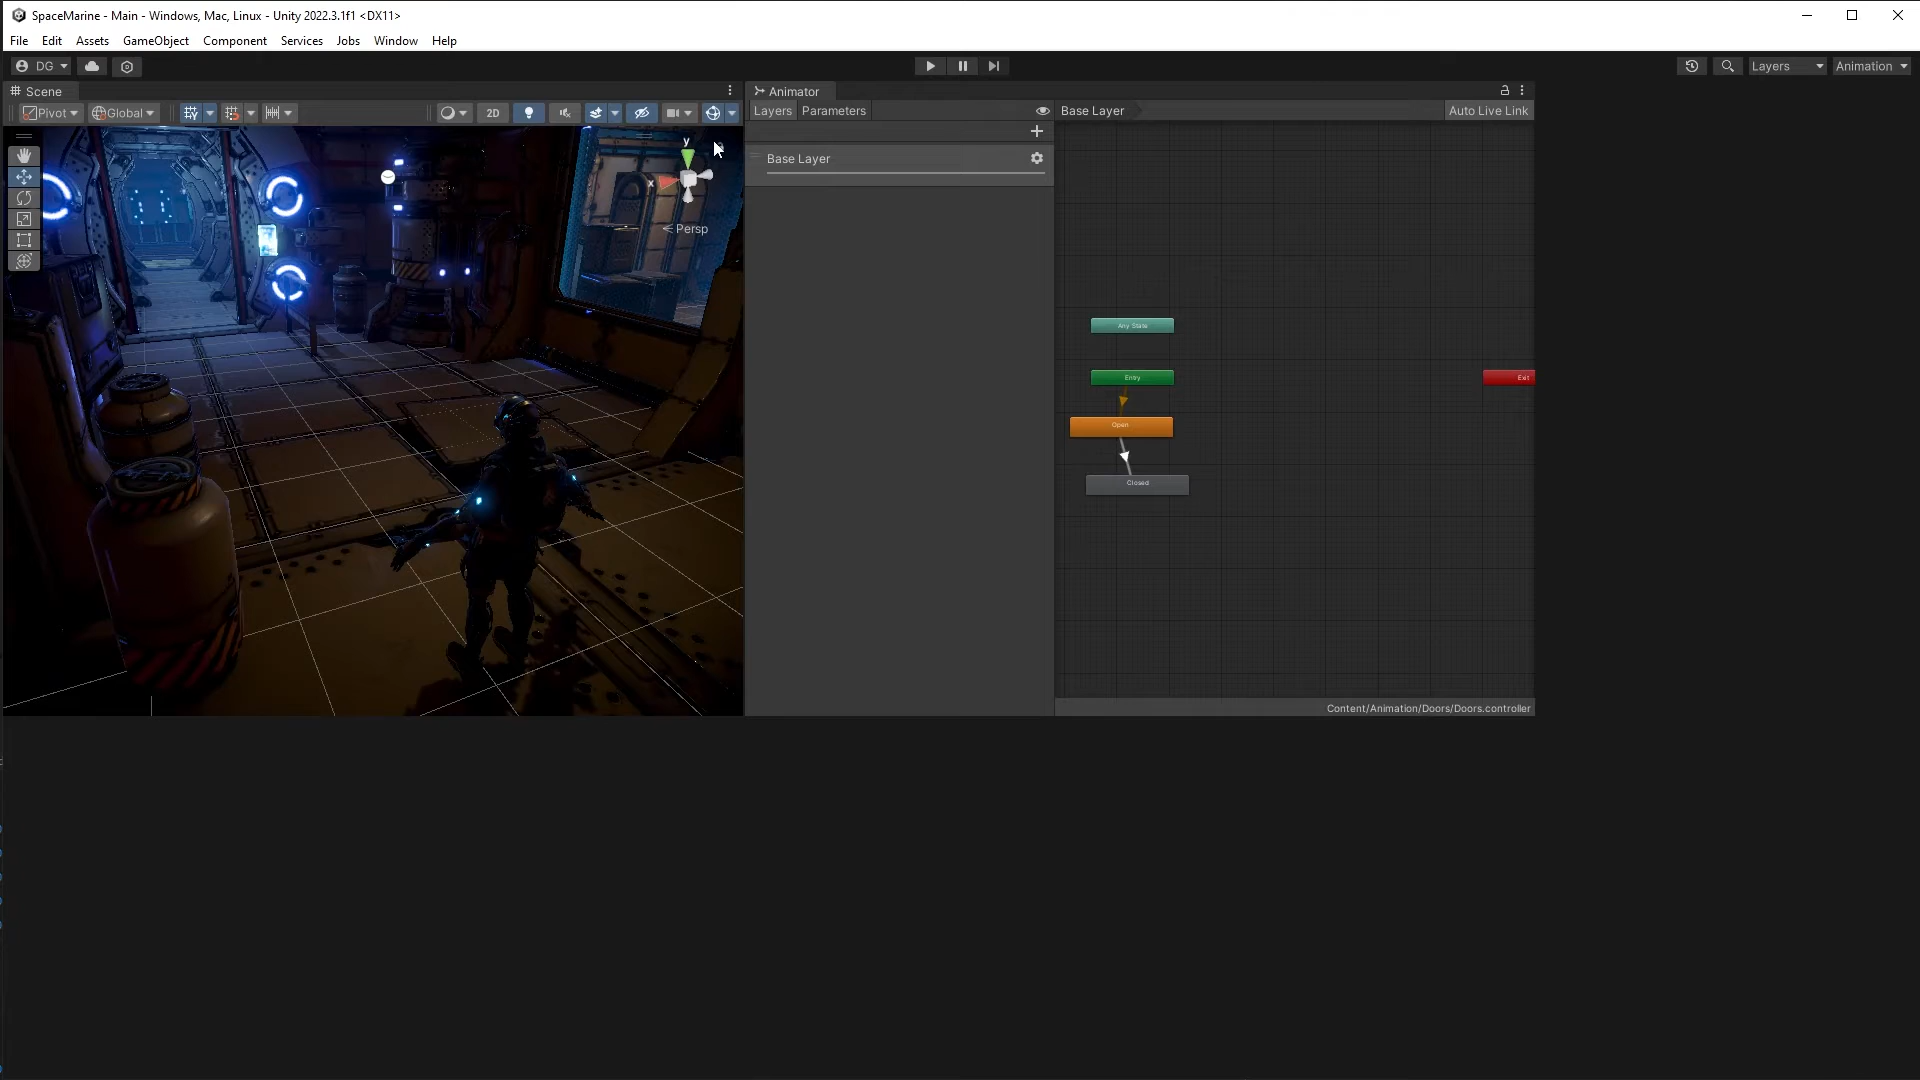 SpaceMarine - Main - Windows, Mac, Linux - Unity 2022.3.1f1 <DX11>
File Edit Assets GameObject Component Services Jobs Window Help
DG
Layers Animation
Scene
Pivot Global
2D
y
x
Persp
Animator
Layers Parameters
Base Layer
Auto Live Link
Base Layer
Any State
Entry
Exit
Open
Closed
Content/Animation/Doors/Doors.controller